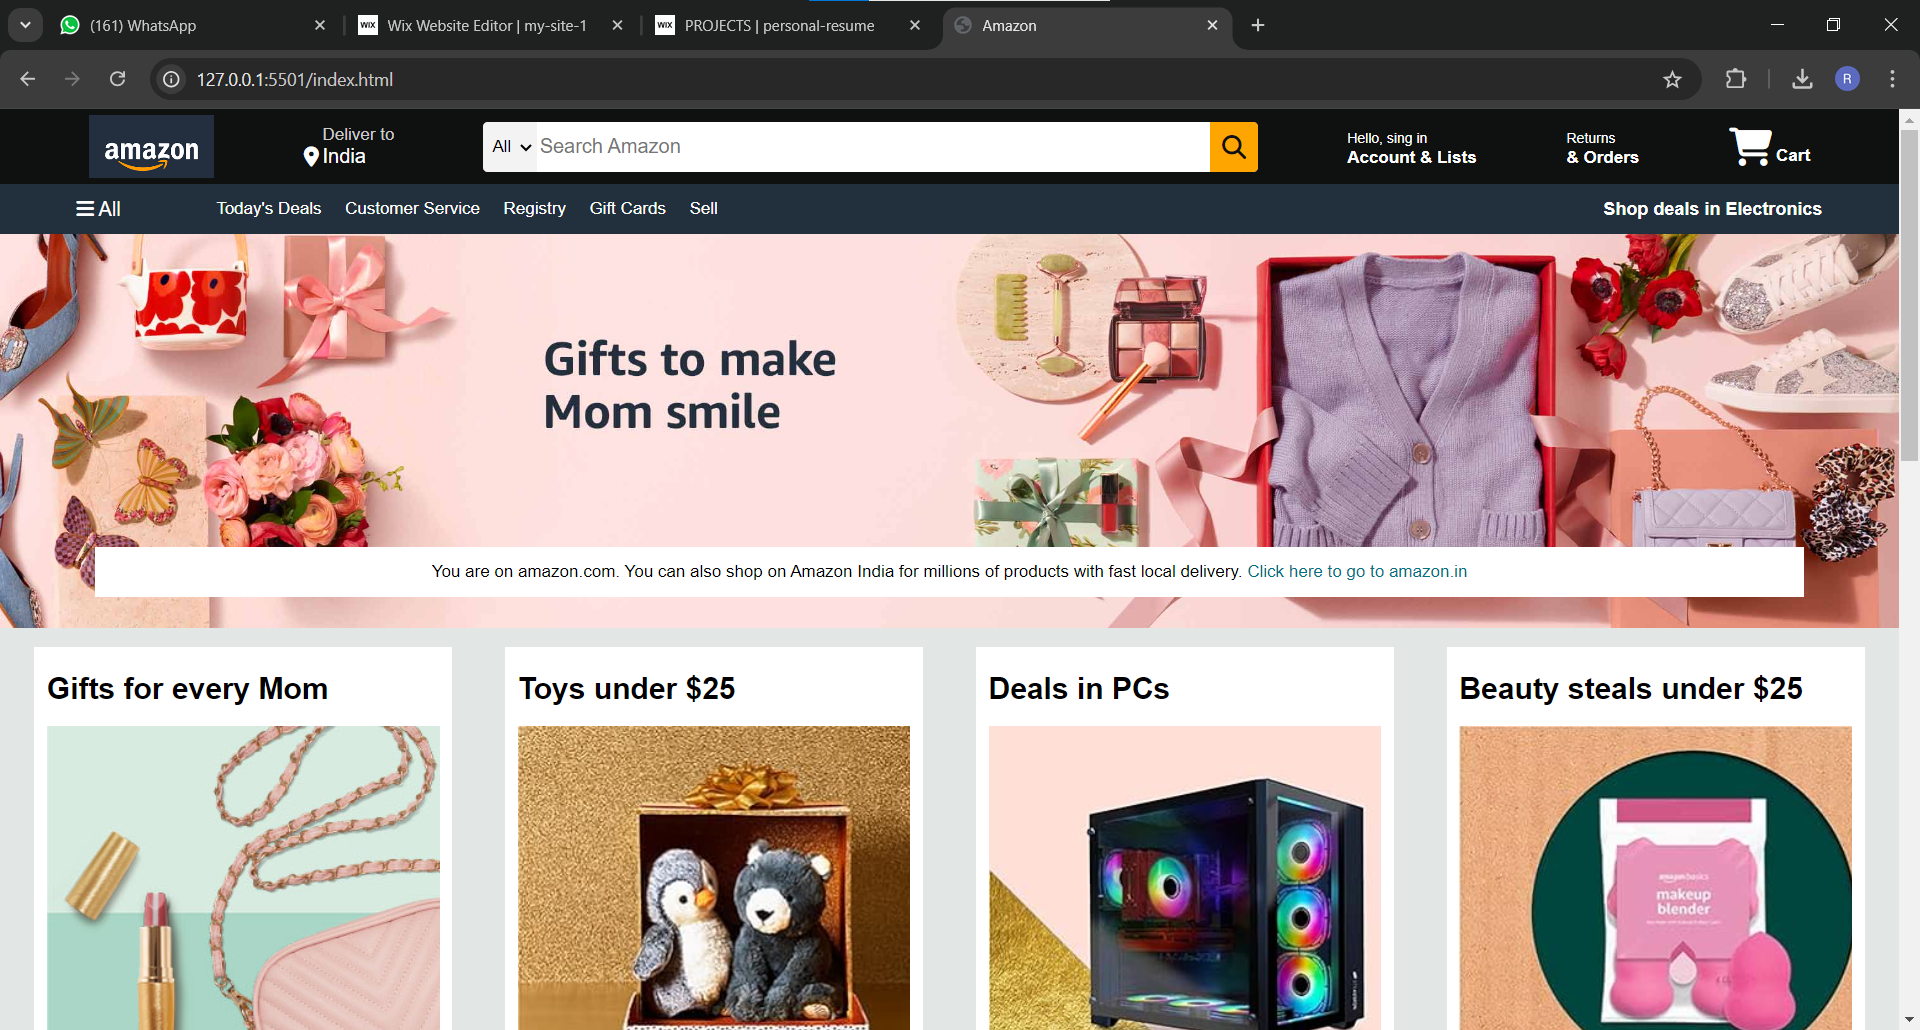 (161) WhatsApp
WIX Wix Website Editor | my-site-1
WIX PROJECTS | personal-resume
Amazon
127.0.0.1:5501/index.html
R
amazon
Deliver to
India
All
Search Amazon
Hello, sing in
Account & Lists
Returns
& Orders
Cart
All
Today's Deals
Customer Service
Registry
Gift Cards
Sell
Shop deals in Electronics
Gifts to make
Mom smile
You are on amazon.com. You can also shop on Amazon India for millions of products with fast local delivery. Click here to go to amazon.in
Gifts for every Mom
Toys under $25
Deals in PCs
Beauty steals under $25
amazonbasics
makeup
blender